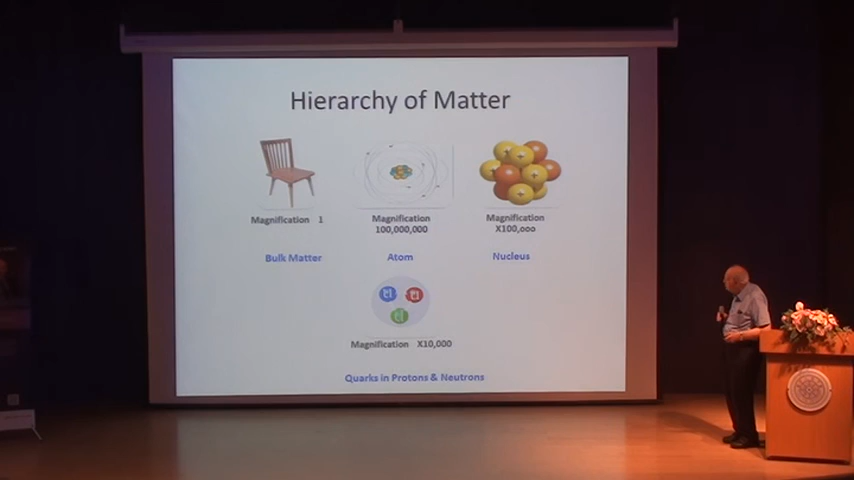 Hierarchy of Matter
Magnification 1
Magnification
100,000,000
Magnification
X100,ooo
Bulk Matter
Atom
Nucleus
Magnification X10,000
Quarks in Protons & Neutrons